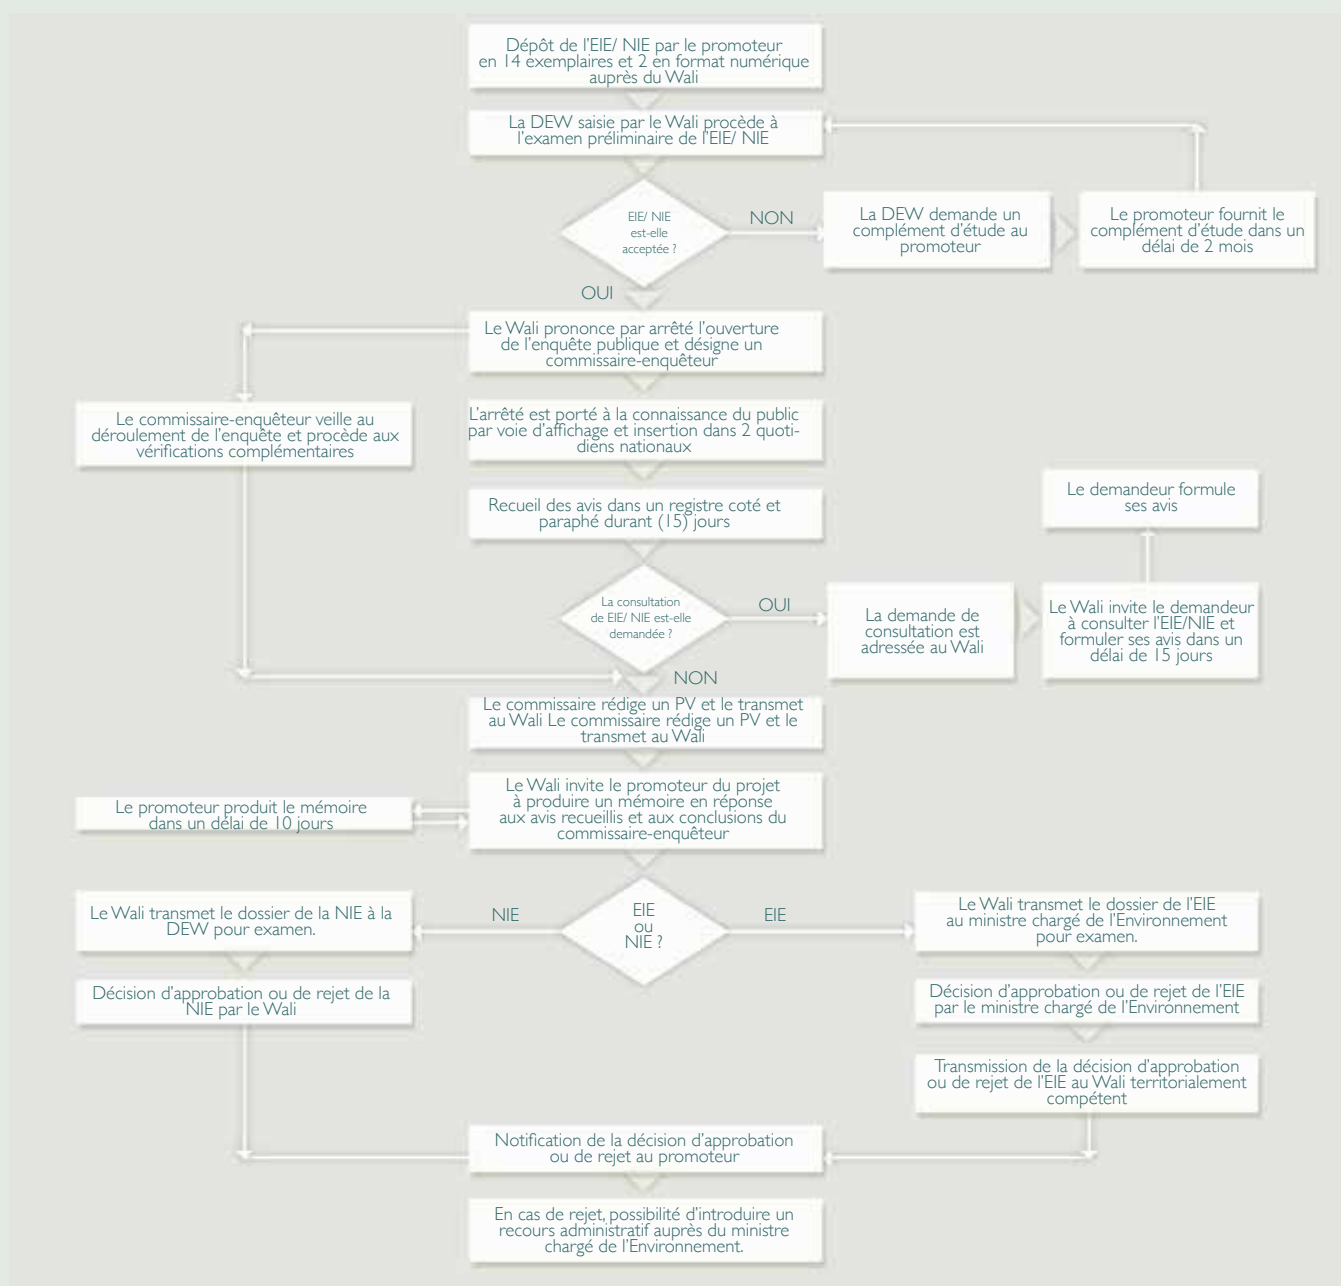 Dépôt de l'EIE/ NIE par le promoteur
en 14 exemplaires et 2 en format numérique
auprès du Wali
La DEW saisie par le Wali procède à
l'examen préliminaire de l'EIE/ NIE
EIE/ NIE
est-elle
acceptée ?
NON
La DEW demande un
complément d'étude au
promoteur
Le promoteur fournit le
complément d'étude dans un
délai de 2 mois
OUI
Le Wali prononce par arrêté l'ouverture
de l'enquête publique et désigne un
commissaire-enquêteur
Le commissaire-enquêteur veille au
déroulement de l'enquête et procède aux
vérifications complémentaires
L'arrêté est porté à la connaissance du public
par voie d'affichage et insertion dans 2 quoti-
diens nationaux
Recueil des avis dans un registre coté et
paraphé durant (15) jours
Le demandeur formule
ses avis
La consultation
de EIE/ NIE est-elle
demandée ?
OUI
La demande de
consultation est
adressée au Wali
Le Wali invite le demandeur
à consulter l'EIE/NIE et
formuler ses avis dans un
délai de 15 jours
NON
Le commissaire rédige un PV et le transmet
au Wali Le commissaire rédige un PV et le
transmet au Wali
Le Wali invite le promoteur du projet
à produire un mémoire en réponse
aux avis recueillis et aux conclusions du
commissaire-enquêteur
Le promoteur produit le mémoire
dans un délai de 10 jours
EIE
ou
NIE ?
NIE
EIE
Le Wali transmet le dossier de la NIE à la
DEW pour examen.
Le Wali transmet le dossier de l'EIE
au ministre chargé de l'Environnement
pour examen.
Décision d'approbation ou de rejet de la
NIE par le Wali
Décision d'approbation ou de rejet de l'EIE
par le ministre chargé de l'Environnement
Transmission de la décision d'approbation
ou de rejet de l'EIE au Wali territorialement
compétent
Notification de la décision d'approbation
ou de rejet au promoteur
En cas de rejet, possibilité d'introduire un
recours administratif auprès du ministre
chargé de l'Environnement.